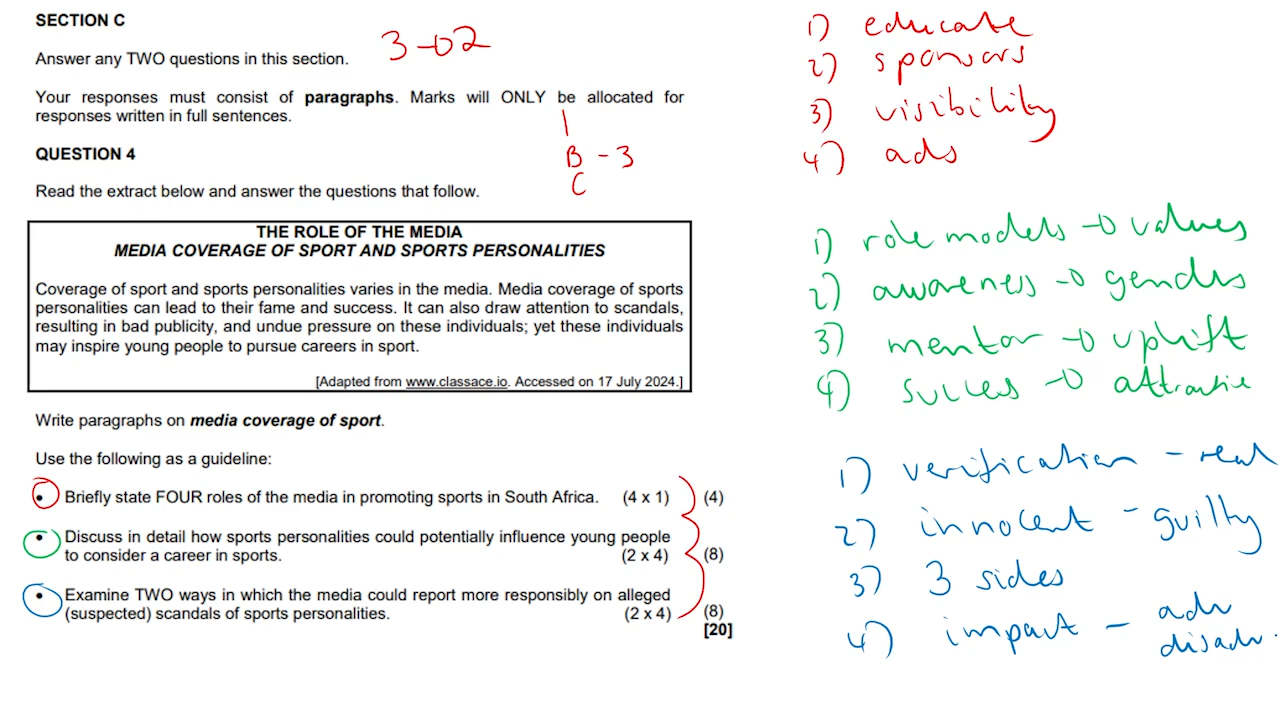 SECTION C
3 → 2
Answer any TWO questions in this section.
Your responses must consist of paragraphs. Marks will ONLY be allocated for
responses written in full sentences.
I
B - 3
C
QUESTION 4
Read the extract below and answer the questions that follow.
THE ROLE OF THE MEDIA
MEDIA COVERAGE OF SPORT AND SPORTS PERSONALITIES
Coverage of sport and sports personalities varies in the media. Media coverage of sports
personalities can lead to their fame and success. It can also draw attention to scandals,
resulting in bad publicity, and undue pressure on these individuals; yet these individuals
may inspire young people to pursue careers in sport.
[Adapted from www.classace.io. Accessed on 17 July 2024.]
Write paragraphs on media coverage of sport.
Use the following as a guideline:
• Briefly state FOUR roles of the media in promoting sports in South Africa. (4 x 1) (4)
• Discuss in detail how sports personalities could potentially influence young people
to consider a career in sports. (2 x 4) (8)
• Examine TWO ways in which the media could report more responsibly on alleged
(suspected) scandals of sports personalities. (2 x 4) (8)
[20]
1) educate
2) sponsors
3) visibility
4) ads
1) role models → values
2) awareness → gender
3) mentor → uplift
4) success → attractive
1) verification - real
2) innocent - guilty
3) 3 sides
4) impact - adv
disadv.